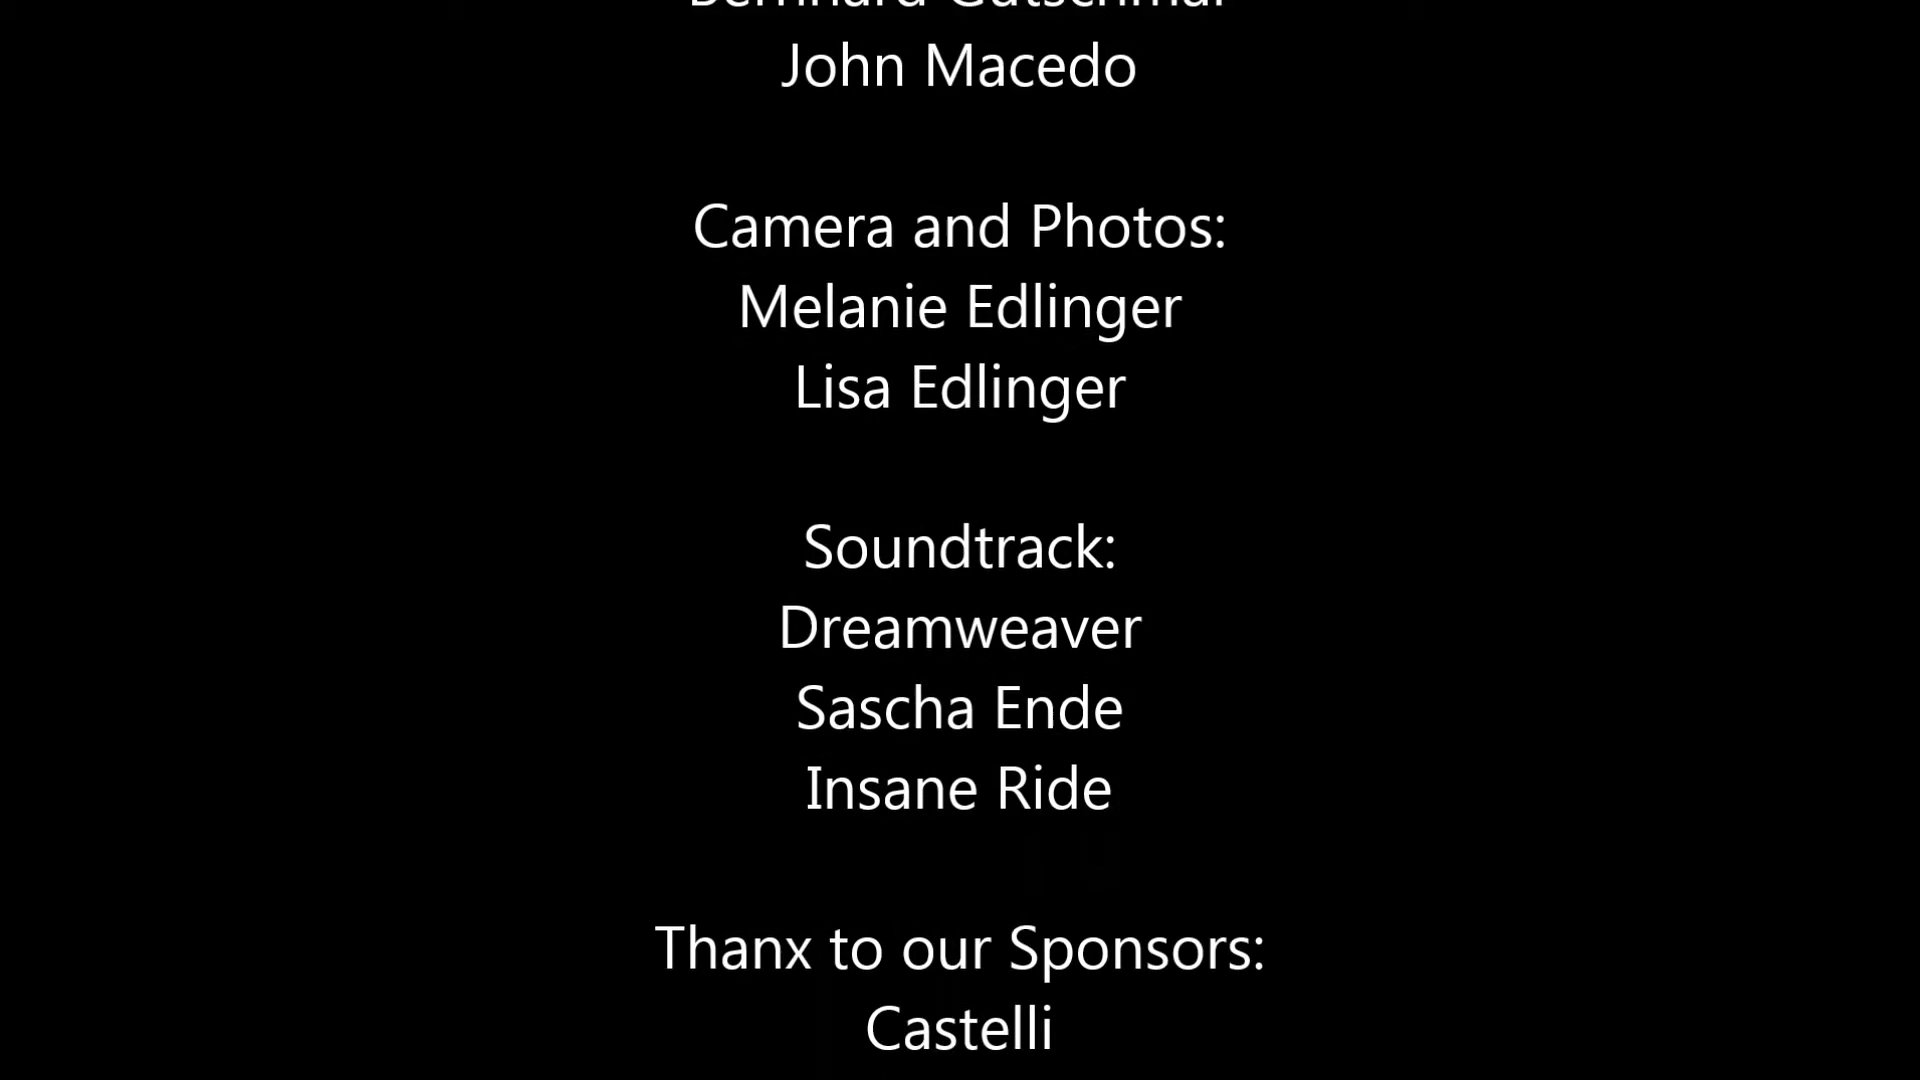 Bernhard
John Macedo
Camera and Photos:
Melanie Edlinger
Lisa Edlinger
Soundtrack:
Dreamweaver
Sascha Ende
Insane Ride
Thanx to our Sponsors:
Castelli